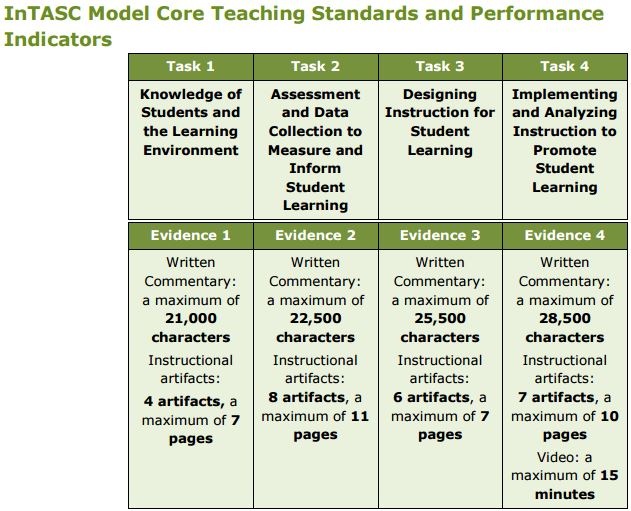 InTASC Model Core Teaching Standards and Performance
Indicators
Task 1
Task 2
Task 3
Task 4
Knowledge of
Students and
the Learning
Environment
Assessment
and Data
Collection to
Measure and
Inform
Student
Learning
Designing
Instruction for
Student
Learning
Implementing
and Analyzing
Instruction to
Promote
Student
Learning
Evidence 1
Evidence 2
Evidence 3
Evidence 4
Written
Commentary:
a maximum of
21,000
characters
Instructional
artifacts:
4 artifacts, a
maximum of 7
pages
Written
Commentary:
a maximum of
22,500
characters
Instructional
artifacts:
8 artifacts, a
maximum of 11
pages
Written
Commentary:
a maximum of
25,500
characters
Instructional
artifacts:
6 artifacts, a
maximum of 7
pages
Written
Commentary:
a maximum of
28,500
characters
Instructional
artifacts:
7 artifacts, a
maximum of 10
pages
Video: a
maximum of 15
minutes